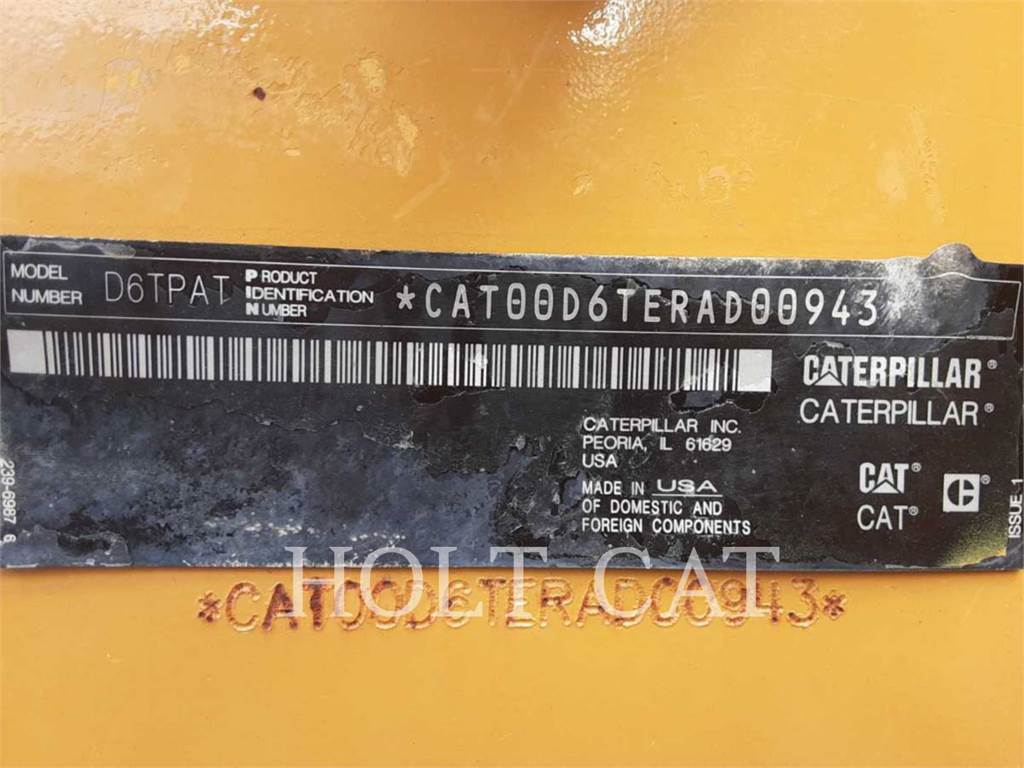 MODEL NUMBER D6TPAT PRODUCT IDENTIFICATION NUMBER *CAT00D6TERAD00943*
CATERPILLAR®
CATERPILLAR®
CATERPILLAR INC.
PEORIA, IL 61629
USA
MADE IN USA
OF DOMESTIC AND
FOREIGN COMPONENTS
CAT®
CAT®
C®
239-6987 6
ISSUE 1
HOLT CAT
*CAT00D6TERAD00943*